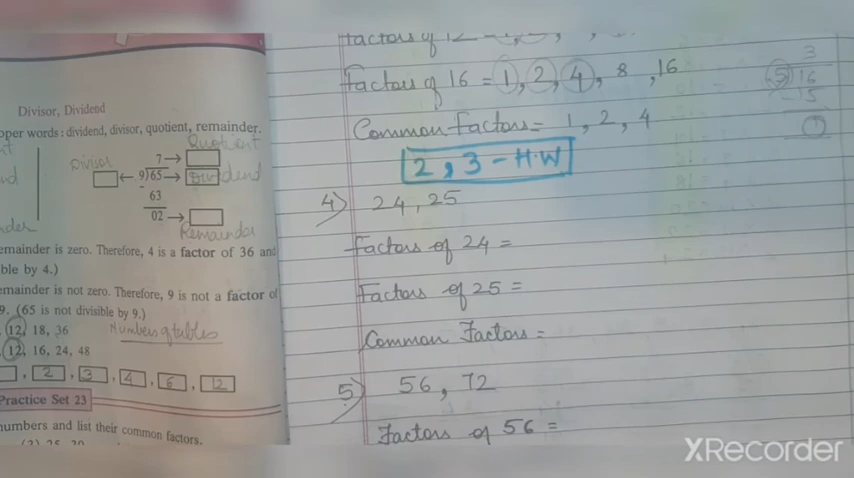 Divisor, Dividend
oper words : dividend, divisor, quotient, remainder.
Quotient
7 →
Divisor
← 9)65 → Dividend
63
02 →
Remainder
emainder is zero. Therefore, 4 is a factor of 36 and
ble by 4.)
emainder is not zero. Therefore, 9 is not a factor of
9. (65 is not divisible by 9.)
12, 18, 36 Numbers of tables
12, 16, 24, 48
, 2, 3, 4, 6, 12
Practice Set 23
numbers and list their common factors.
Factors of 12
Factors of 16 = 1, 2, 4, 8, 16
Common Factors = 1, 2, 4
3
5)16
-15
1
2, 3 - H.W
4) 24, 25
Factors of 24 =
Factors of 25 =
Common Factors =
5) 56, 72
Factors of 56 =
XRecorder